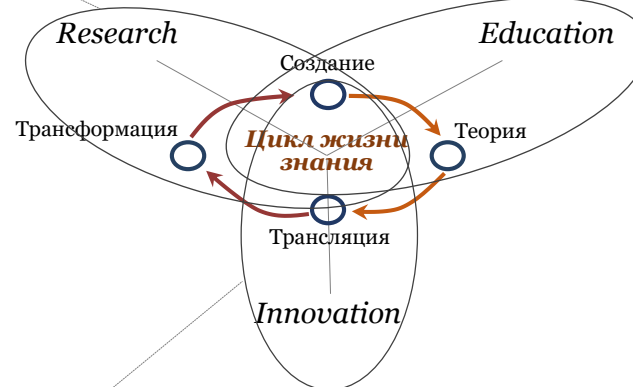 Research
Education
Создание
Трансформация
Теория
Цикл жизни
знания
Трансляция
Innovation